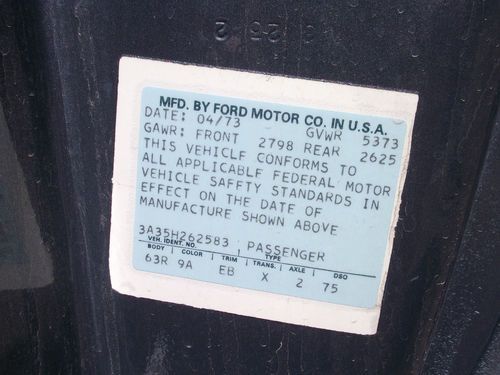 MFD. BY FORD MOTOR CO. IN U.S.A.
DATE: 04/73 GVWR 5373
GAWR: FRONT 2798 REAR 2625
THIS VEHICLF CONFORMS TO
ALL APPLICABLF FEDERAL MOTOR
VEHICLE SAFFTY STANDARDS IN
EFFECT ON THE DATE OF
MANUFACTURE SHOWN ABOVE
3A35H262583 PASSENGER
VEH. IDENT. NO. TYPE
BODY COLOR TRIM TRANS. AXLE DSO
63R 9A EB X 2 75